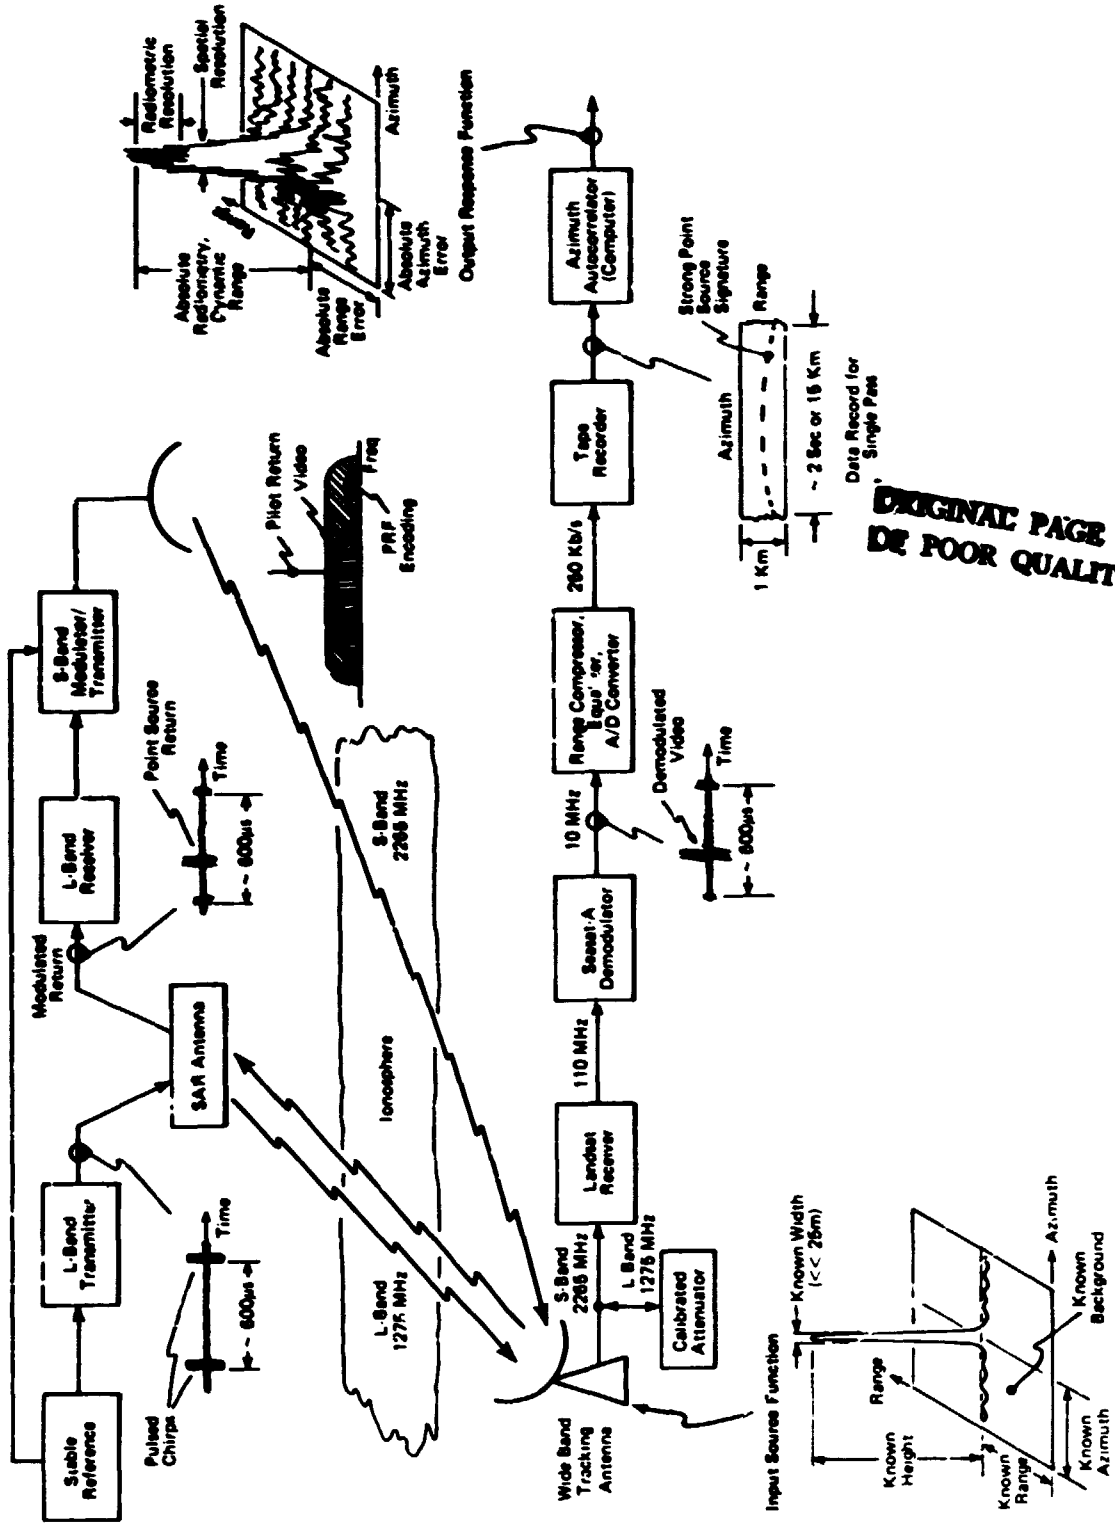 Stable
Reference
L-Band
Transmitter
SAR Antenna
Modulated
Return
L-Band
Receiver
S-Band
Modulator/
Transmitter
Pulsed
Chirps
Time
~ 600µs
Point Source
Return
Time
~ 600µs
Pilot Return
Video
Freq
PRF
Encoding
L-Band
1275 MHz
Ionosphere
S-Band
2265 MHz
Absolute
Radiometry,
Dynamic
Range
Absolute
Range
Error
Absolute
Azimuth
Error
Azimuth
Radiometric
Resolution
Spatial
Resolution
Output Response Function
Wide Band
Tracking
Antenna
S-Band
2265 MHz
L Band
1275 MHz
Calibrated
Attenuator
Landsat
Receiver
110 MHz
Seasat-A
Demodulator
10 MHz
Range Compressor,
A/D Converter
260 Kb/s
Tape
Recorder
Azimuth
Autocorrelator
(Computer)
Demodulated
Video
Time
~ 600µs
Azimuth
Strong Point
Source
Signature
Range
1 Km
~ 2 Sec or 15 Km
Data Record for
Single Pass
Input Source Function
Known Width
(<< 25m)
Known
Height
Range
Known
Range
Known
Azimuth
Azimuth
Known
Background
ORIGINAL PAGE
OF POOR QUALIT